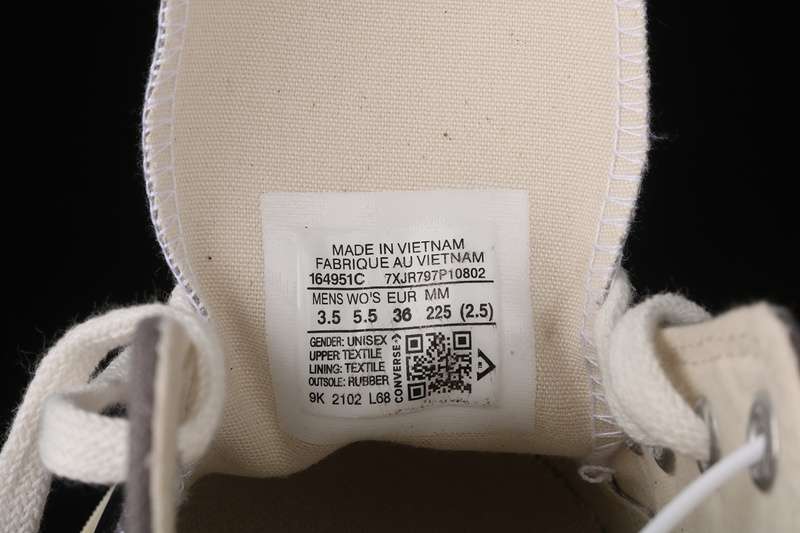 MADE IN VIETNAM
FABRIQUE AU VIETNAM
164951C 7XJR797P10802
MENS WO'S EUR MM
3.5 5.5 36 225 (2.5)
GENDER: UNISEX
UPPER: TEXTILE
LINING: TEXTILE
OUTSOLE: RUBBER
9K 2102 L68
CONVERSE